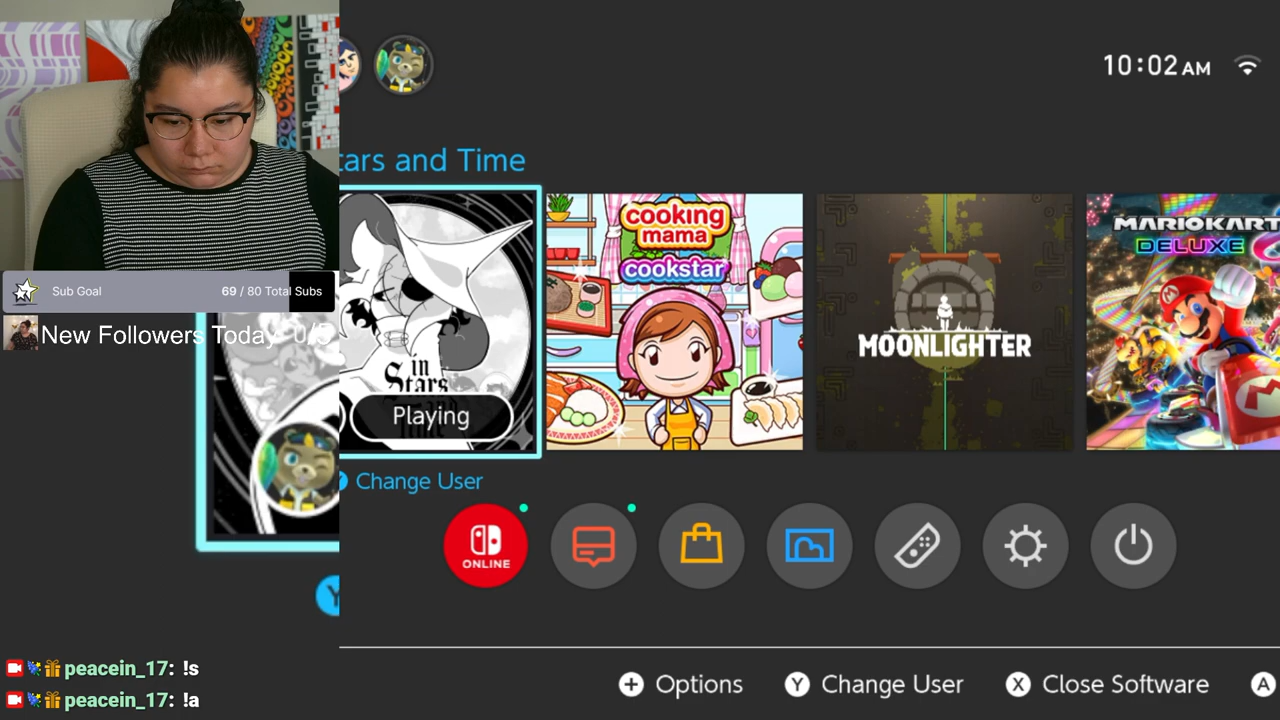 10:02 AM
tars and Time
cooking
mama
cookstar
MOONLIGHTER
MARIOKART
DELUXE
in
Stars
Playing
Sub Goal
69 / 80 Total Subs
New Followers Today 0/5
Change User
ONLINE
Y
peacein_17: !s
peacein_17: !a
+ Options
Y Change User
X Close Software
A